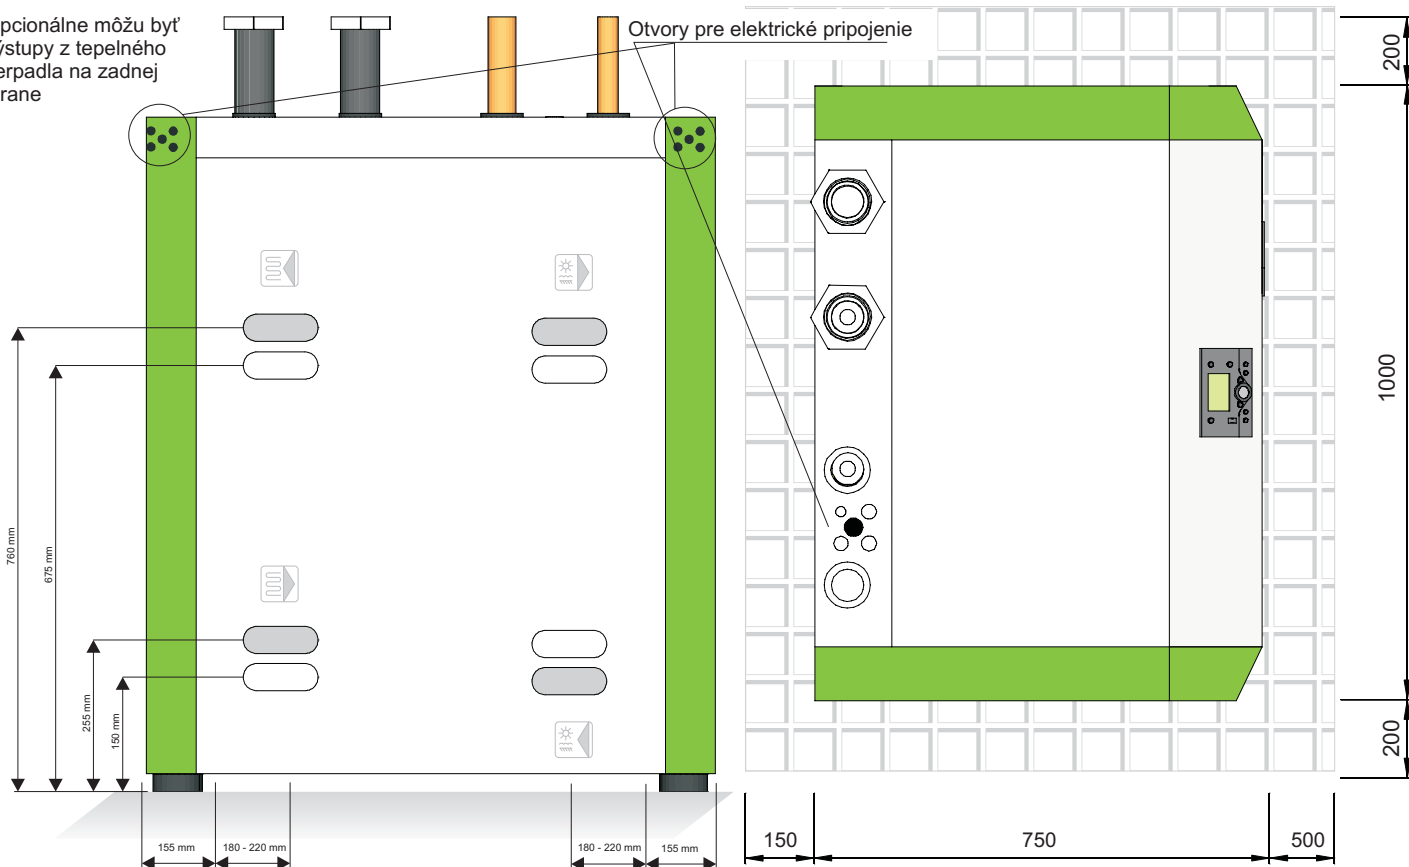 pcionálne môžu byť
ýstupy z tepelného
erpadla na zadnej
rane
Otvory pre elektrické pripojenie
200
1000
200
760 mm
675 mm
255 mm
150 mm
155 mm
180 - 220 mm
180 - 220 mm
155 mm
150
750
500